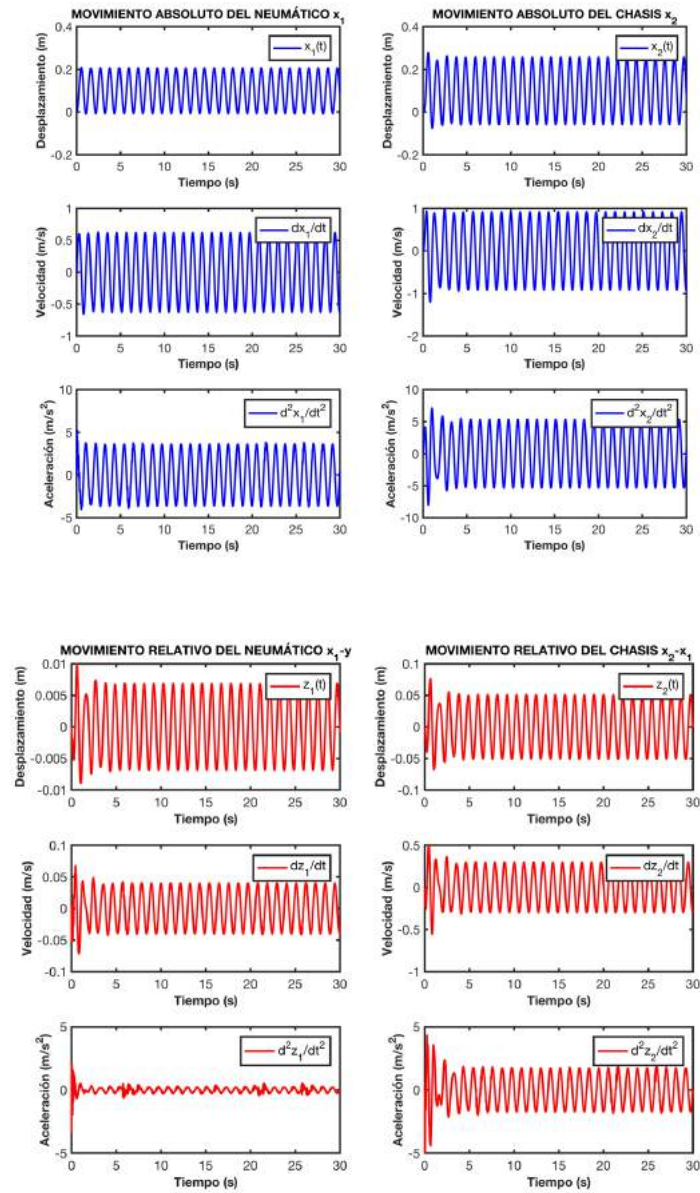 MOVIMIENTO ABSOLUTO DEL NEUMÁTICO x₁
0.4
0.2
0
-0.2
Desplazamiento (m)
x₁(t)
0 5 10 15 20 25 30
Tiempo (s)
MOVIMIENTO ABSOLUTO DEL CHASIS x₂
0.4
0.2
0
-0.2
Desplazamiento (m)
x₂(t)
0 5 10 15 20 25 30
Tiempo (s)
1
0.5
0
-0.5
-1
Velocidad (m/s)
dx₁/dt
0 5 10 15 20 25 30
Tiempo (s)
1
0
-1
-2
Velocidad (m/s)
dx₂/dt
0 5 10 15 20 25 30
Tiempo (s)
10
5
0
-5
Aceleración (m/s²)
d²x₁/dt²
0 5 10 15 20 25 30
Tiempo (s)
10
5
0
-5
-10
Aceleración (m/s²)
d²x₂/dt²
0 5 10 15 20 25 30
Tiempo (s)
MOVIMIENTO RELATIVO DEL NEUMÁTICO x₁-y
0.01
0.005
0
-0.005
-0.01
Desplazamiento (m)
z₁(t)
0 5 10 15 20 25 30
Tiempo (s)
MOVIMIENTO RELATIVO DEL CHASIS x₂-x₁
0.1
0.05
0
-0.05
-0.1
Desplazamiento (m)
z₂(t)
0 5 10 15 20 25 30
Tiempo (s)
0.1
0.05
0
-0.05
-0.1
Velocidad (m/s)
dz₁/dt
0 5 10 15 20 25 30
Tiempo (s)
0.5
0
-0.5
-1
Velocidad (m/s)
dz₂/dt
0 5 10 15 20 25 30
Tiempo (s)
5
0
-5
Aceleración (m/s²)
d²z₁/dt²
0 5 10 15 20 25 30
Tiempo (s)
5
0
-5
Aceleración (m/s²)
d²z₂/dt²
0 5 10 15 20 25 30
Tiempo (s)